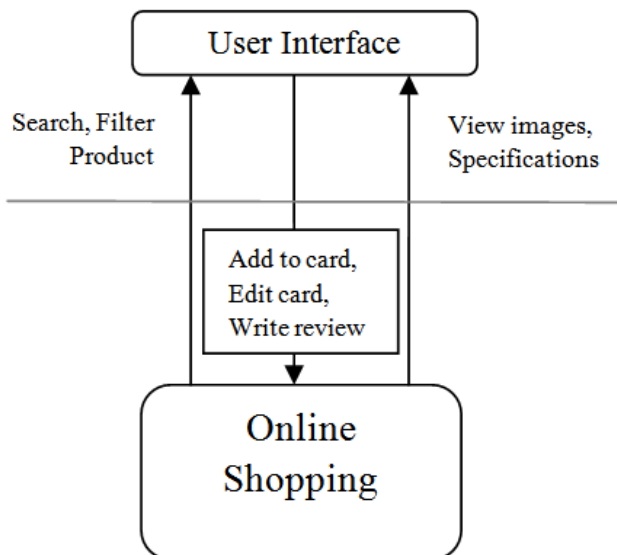 User Interface
Search, Filter
Product
View images,
Specifications
Add to card,
Edit card,
Write review
Online
Shopping